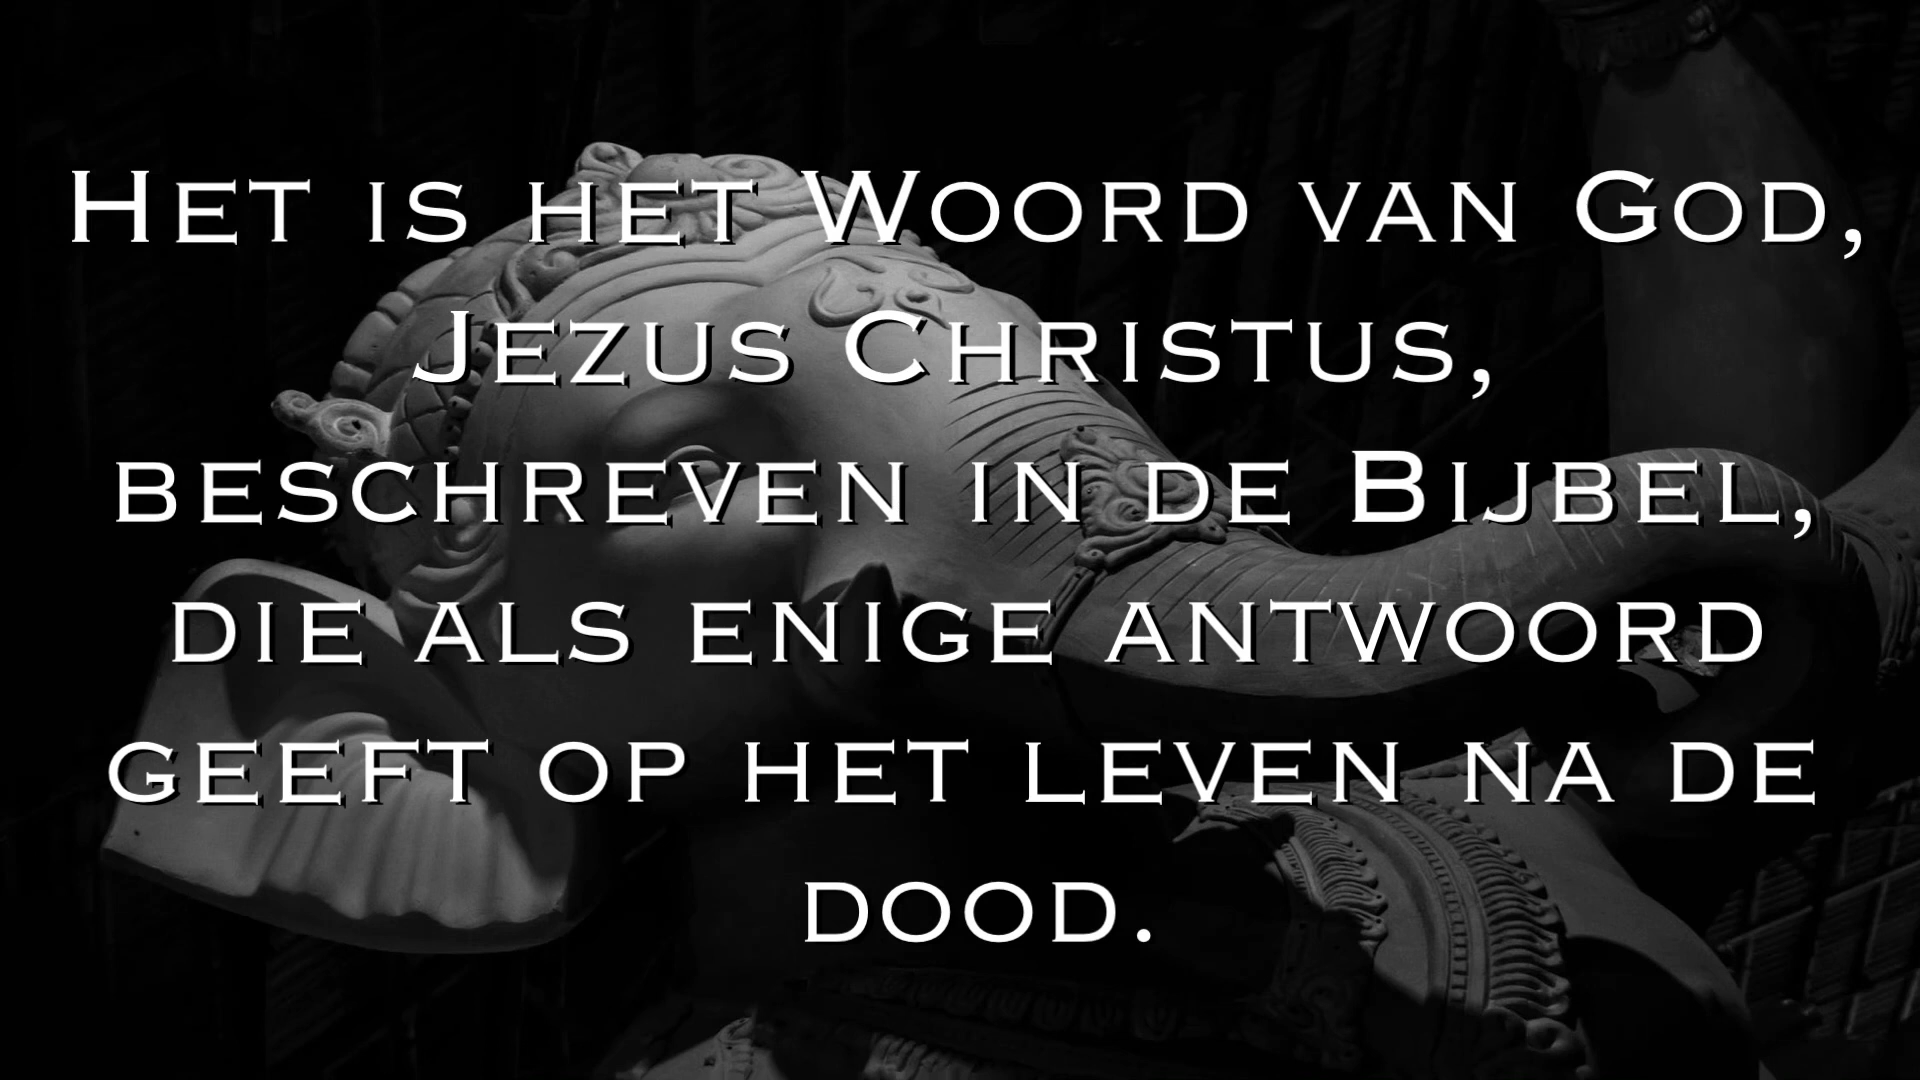 Het is het Woord van God,
Jezus Christus,
beschreven in de Bijbel,
die als enige antwoord
geeft op het leven na de
dood.